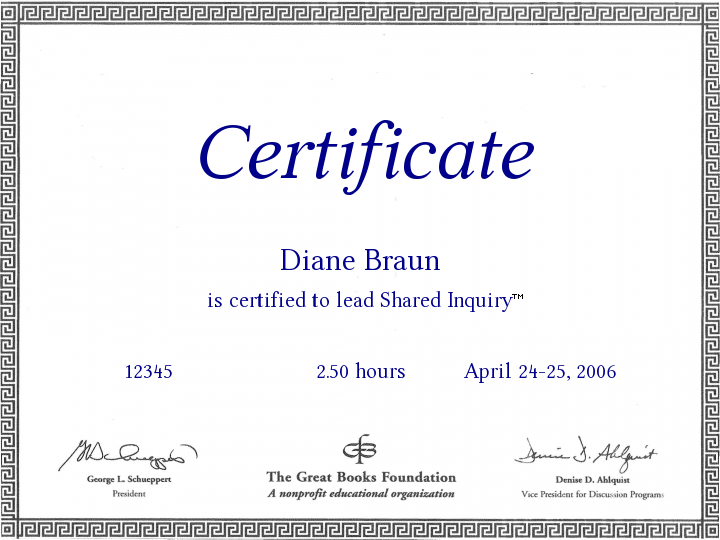 Certificate
Diane Braun
is certified to lead Shared Inquiry™
12345 2.50 hours April 24-25, 2006
George L. Schueppert
President
The Great Books Foundation
A nonprofit educational organization
Denise D. Ahlquist
Vice President for Discussion Programs